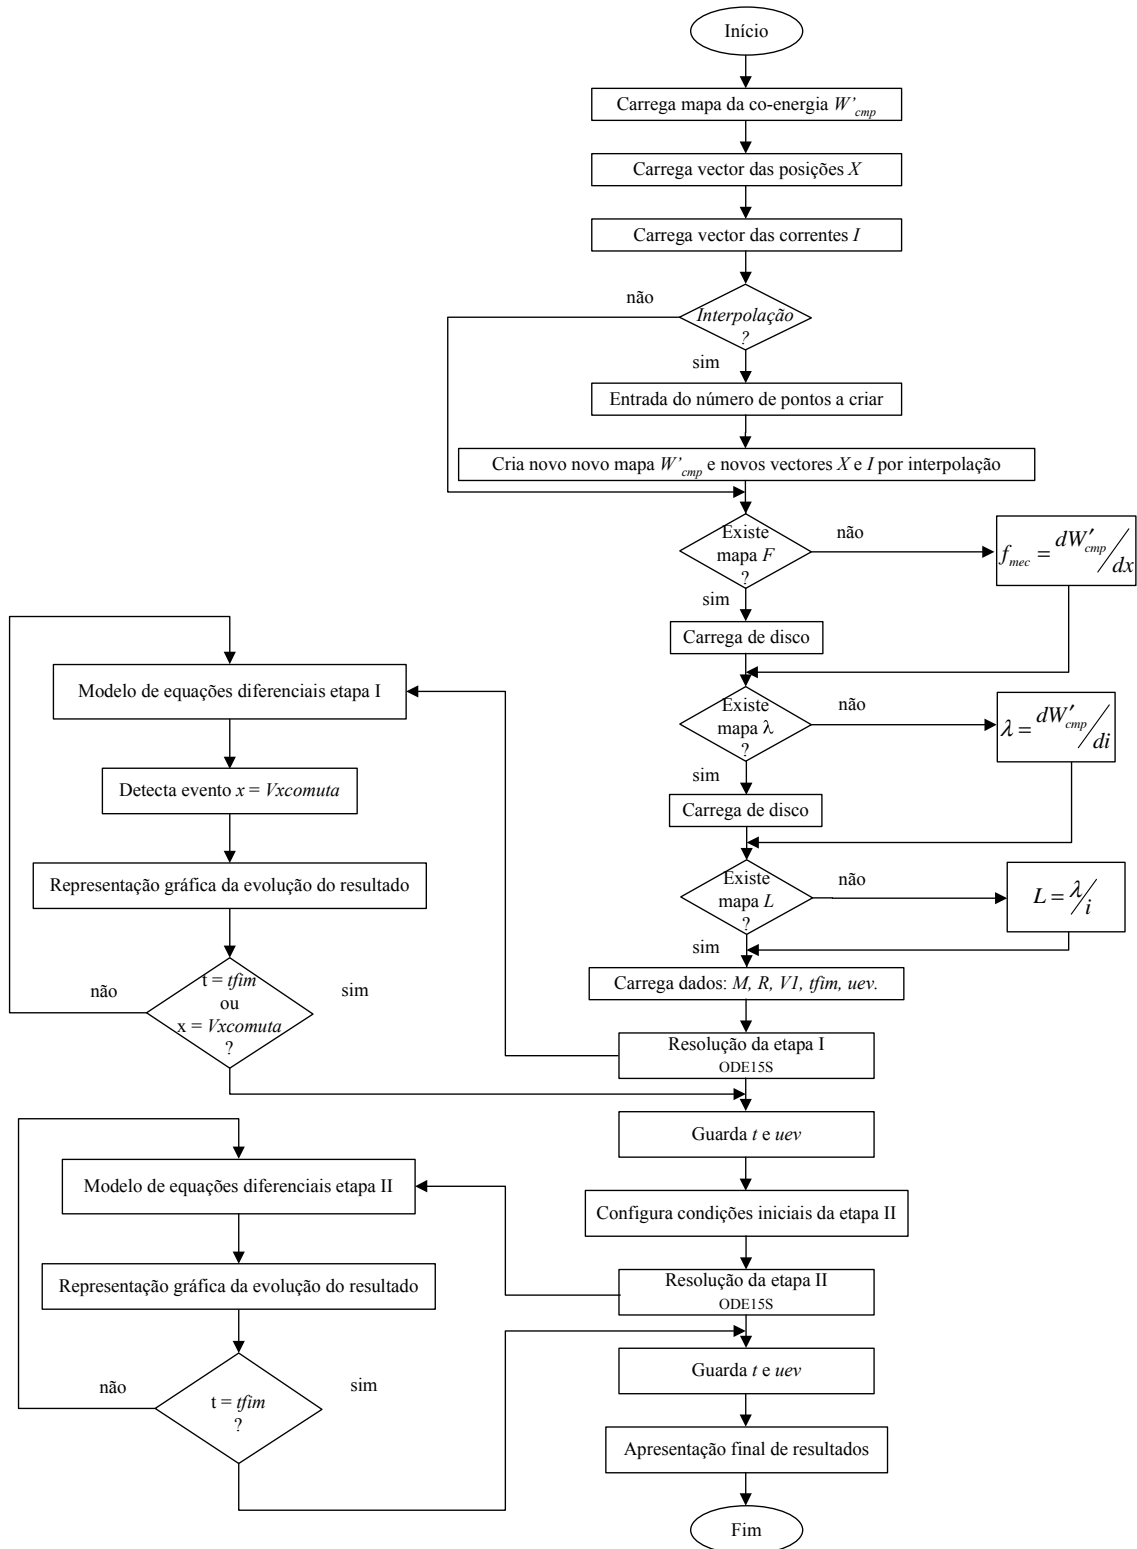 Início
Carrega mapa da co-energia W'cmp
Carrega vector das posições X
Carrega vector das correntes I
não
Interpolação
?
sim
Entrada do número de pontos a criar
Cria novo novo mapa W'cmp e novos vectores X e I por interpolação
Existe
mapa F
?
não
f_mec = dW'_cmp / dx
sim
Carrega de disco
Existe
mapa λ
?
não
λ = dW'_cmp / di
sim
Carrega de disco
Existe
mapa L
?
não
L = λ / i
sim
Carrega dados: M, R, V1, tfim, uev.
Resolução da etapa I
ODE15S
Modelo de equações diferenciais etapa I
Detecta evento x = Vxcomuta
Representação gráfica da evolução do resultado
não
t = tfim
ou
x = Vxcomuta
?
sim
Guarda t e uev
Configura condições iniciais da etapa II
Resolução da etapa II
ODE15S
Modelo de equações diferenciais etapa II
Representação gráfica da evolução do resultado
não
t = tfim
?
sim
Guarda t e uev
Apresentação final de resultados
Fim